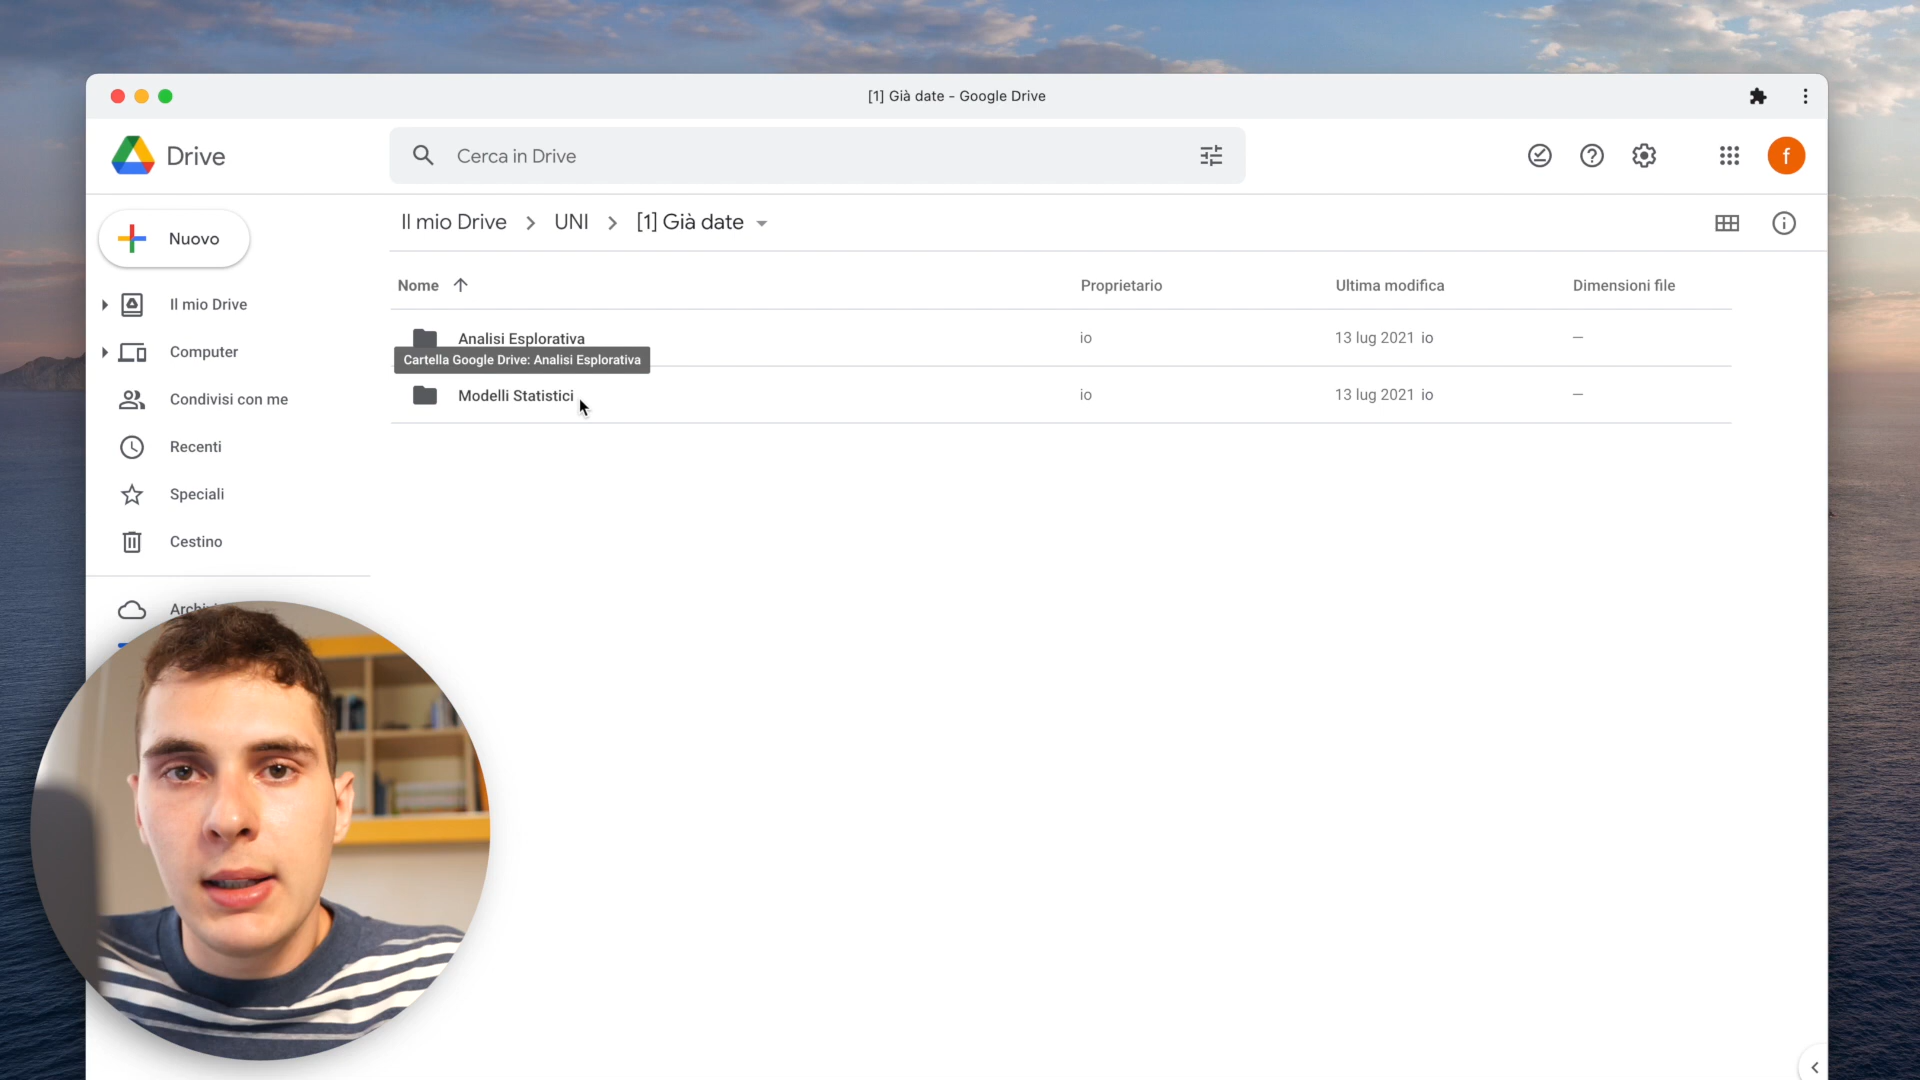 [1] Già date - Google Drive
Drive
Cerca in Drive
f
Nuovo
Il mio Drive > UNI > [1] Già date
Nome
Proprietario
Ultima modifica
Dimensioni file
Il mio Drive
Computer
Condivisi con me
Recenti
Speciali
Cestino
Analisi Esplorativa
io
13 lug 2021 io
—
Cartella Google Drive: Analisi Esplorativa
Modelli Statistici
io
13 lug 2021 io
—